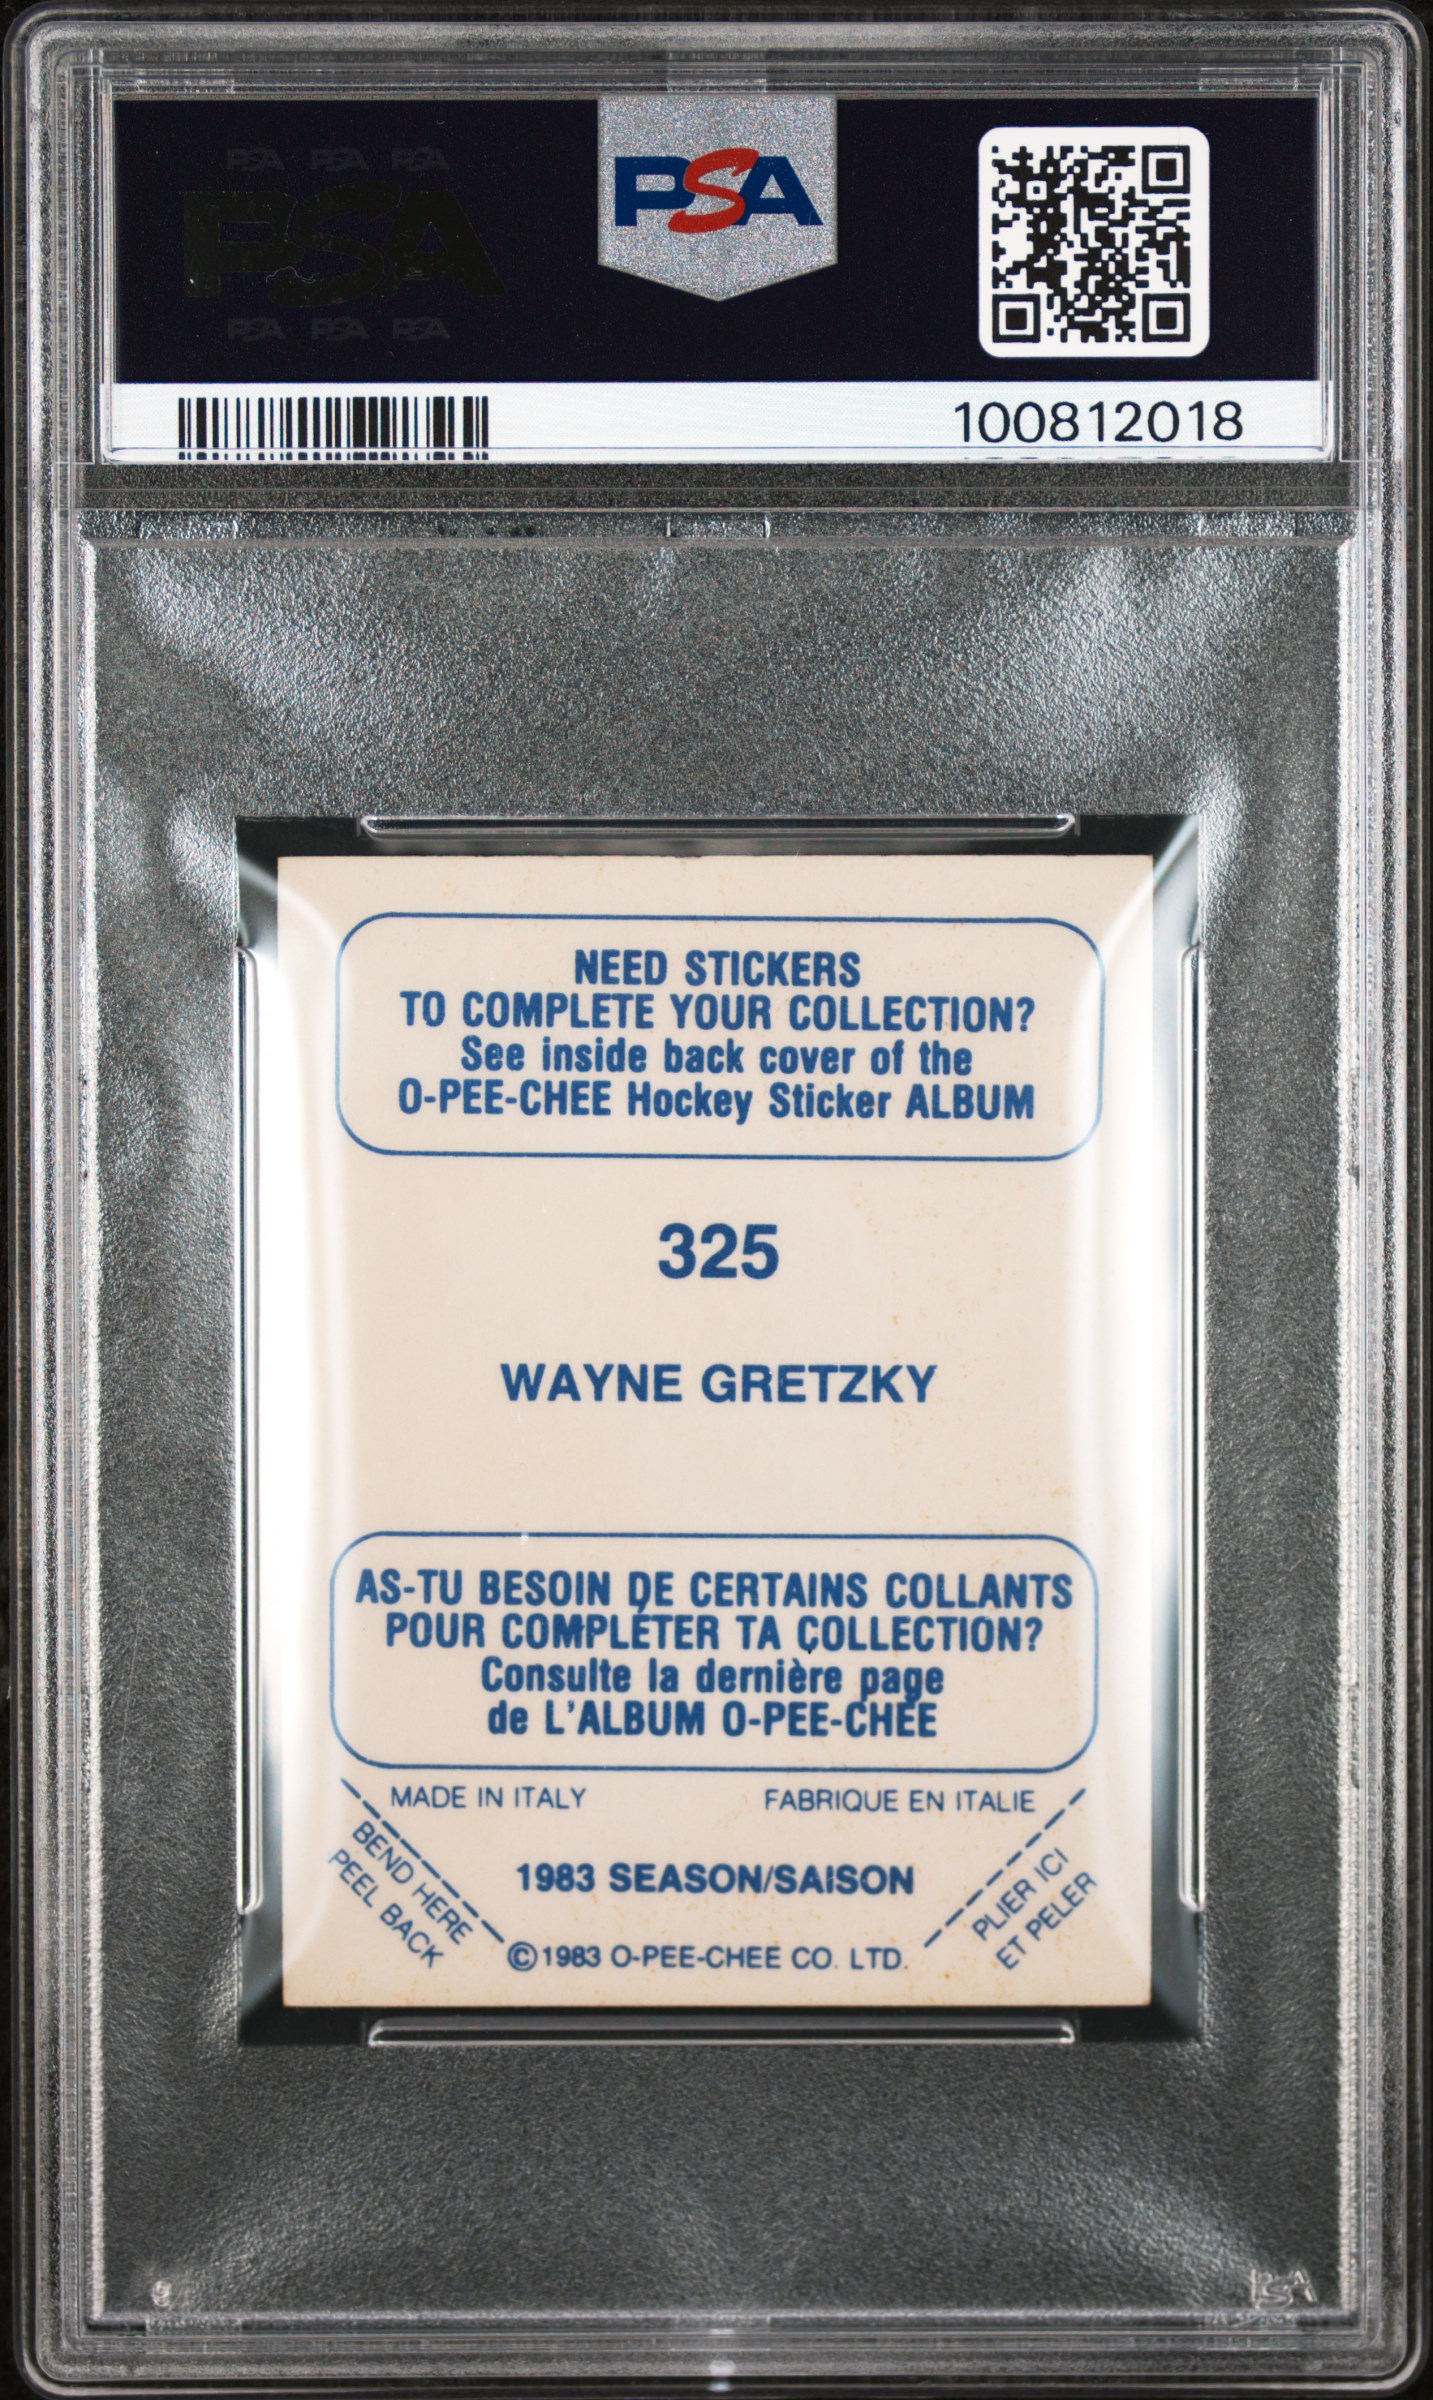 PSA PSA PSA
PSA
PSA PSA PSA
PSA
100812018
NEED STICKERS
TO COMPLETE YOUR COLLECTION?
See inside back cover of the
O-PEE-CHEE Hockey Sticker ALBUM
325
WAYNE GRETZKY
AS-TU BESOIN DE CERTAINS COLLANTS
POUR COMPLÉTER TA COLLECTION?
Consulte la dernière page
de L'ALBUM O-PEE-CHEE
MADE IN ITALY
FABRIQUE EN ITALIE
BEND HERE
PEEL BACK
1983 SEASON/SAISON
PLIER ICI
ET PELER
©1983 O-PEE-CHEE CO. LTD.
PSA